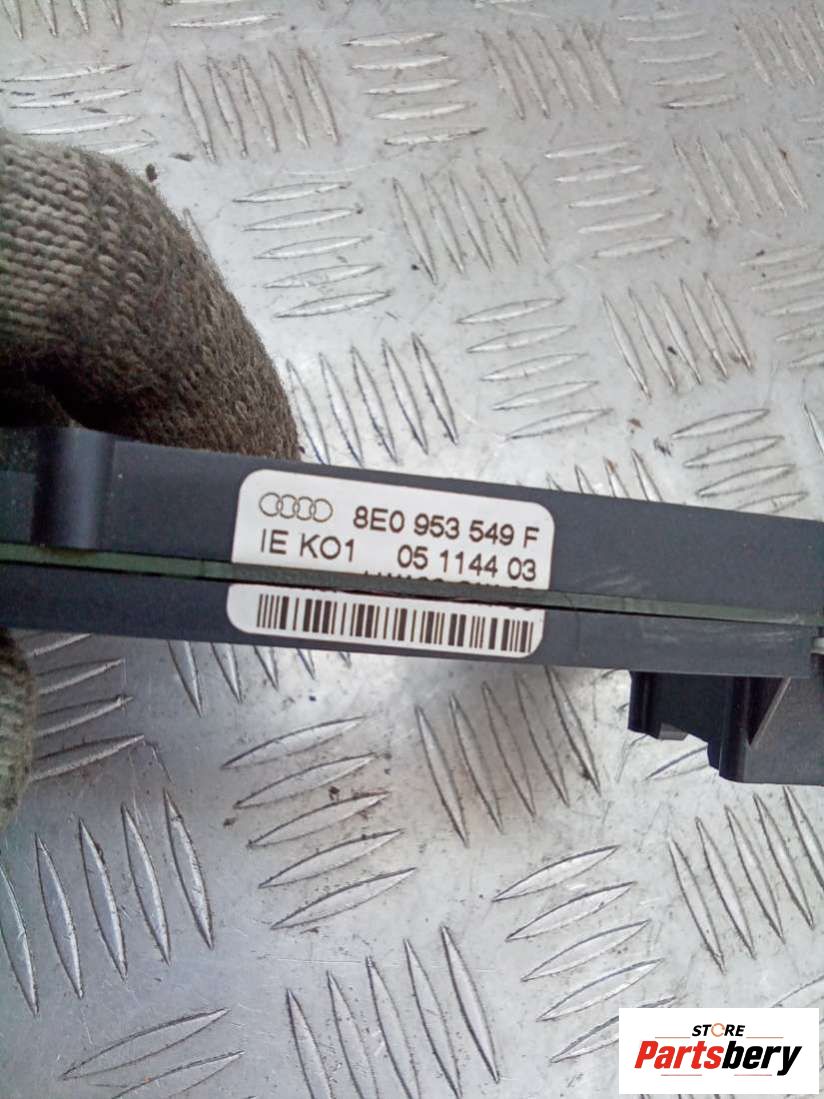 8E0 953 549 F
IE KO1 05 1144 03
STORE
Partsbery